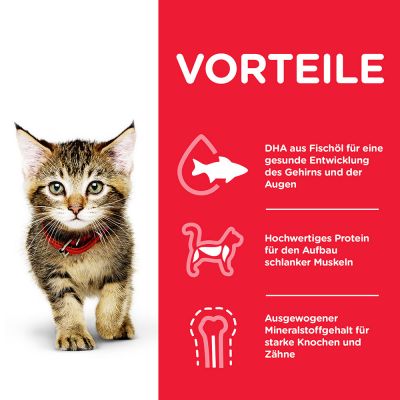 VORTEILE
DHA aus Fischöl für eine
gesunde Entwicklung
des Gehirns und der
Augen
Hochwertiges Protein
für den Aufbau
schlanker Muskeln
Ausgewogener
Mineralstoffgehalt für
starke Knochen und
Zähne